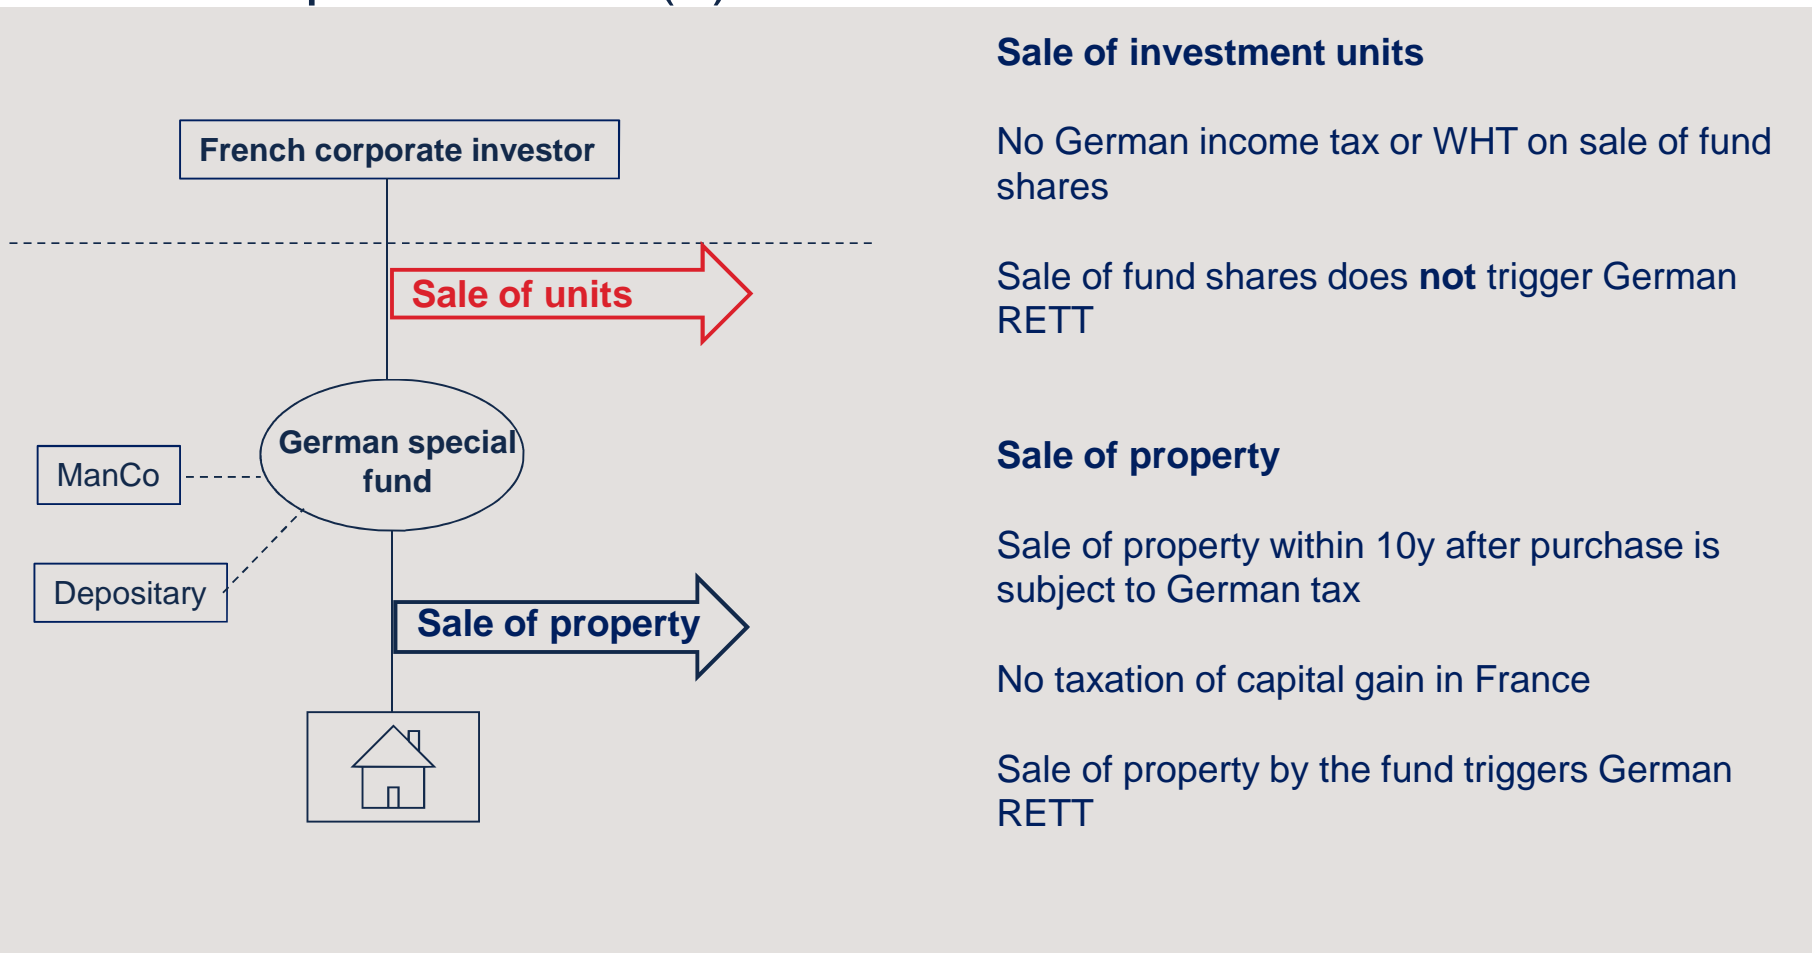 French corporate investor
Sale of units
German special
fund
ManCo
Depositary
Sale of property
Sale of investment units
No German income tax or WHT on sale of fund
shares
Sale of fund shares does not trigger German
RETT
Sale of property
Sale of property within 10y after purchase is
subject to German tax
No taxation of capital gain in France
Sale of property by the fund triggers German
RETT